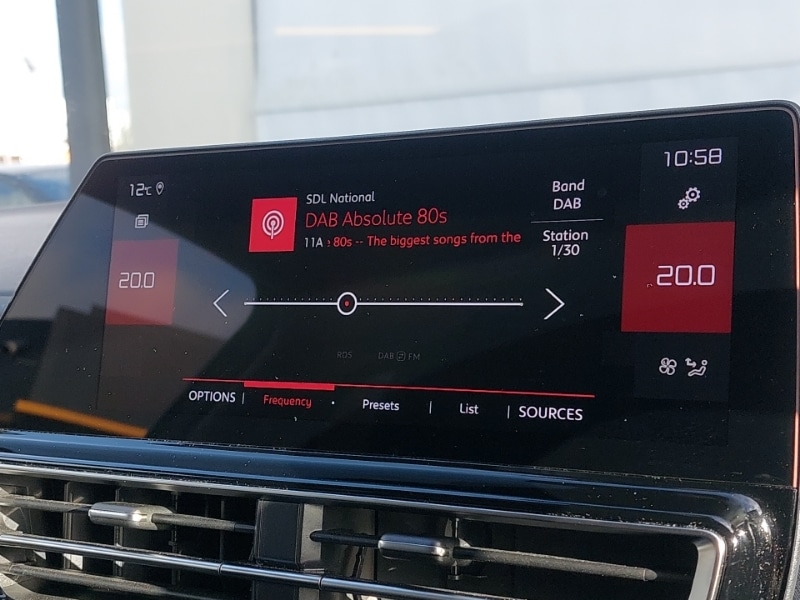 12°C
10:58
SDL National
DAB Absolute 80s
11A : 80s -- The biggest songs from the
Band
DAB
Station
1/30
20.0
20.0
RDS DAB FM
OPTIONS | Frequency · Presets | List | SOURCES